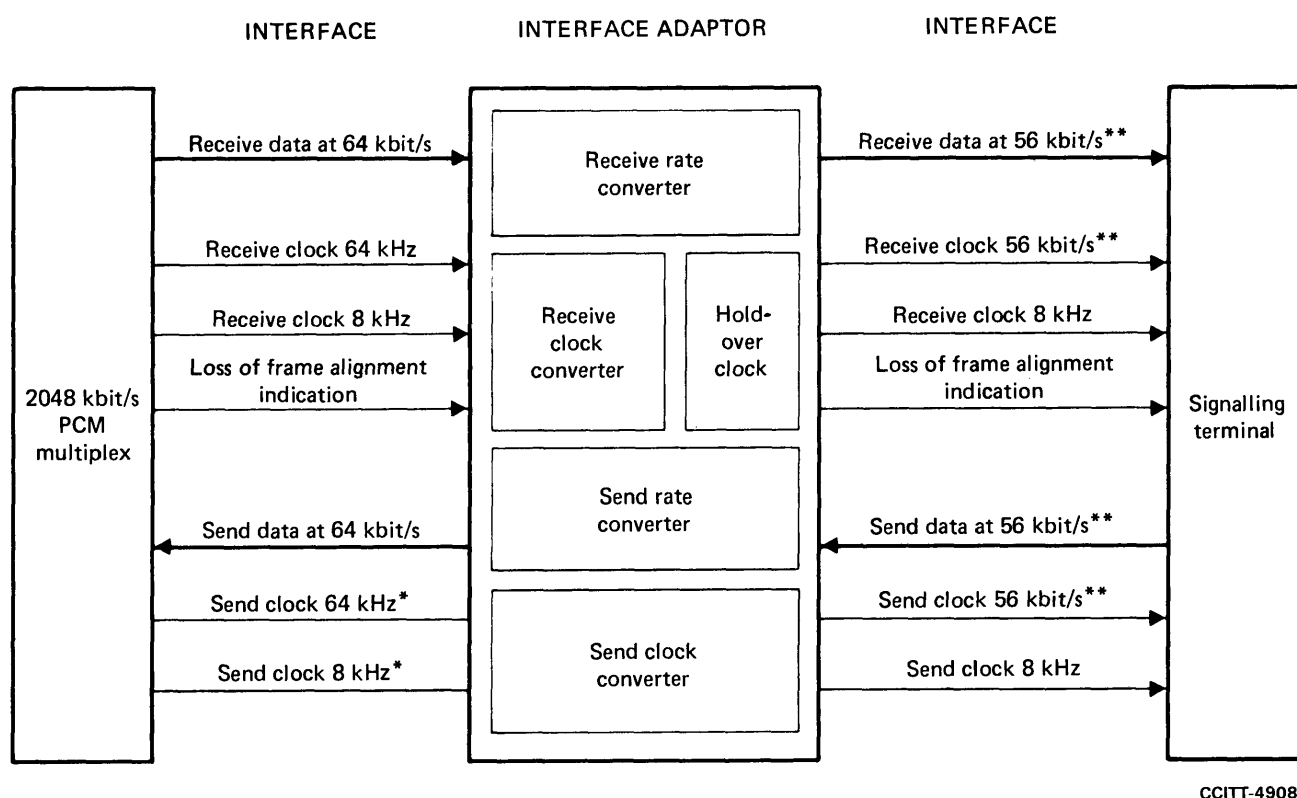 INTERFACE
INTERFACE ADAPTOR
INTERFACE
2048 kbit/s
PCM
multiplex
Receive data at 64 kbit/s
Receive clock 64 kHz
Receive clock 8 kHz
Loss of frame alignment
indication
Send data at 64 kbit/s
Send clock 64 kHz*
Send clock 8 kHz*
Receive rate
converter
Receive
clock
converter
Hold-
over
clock
Send rate
converter
Send clock
converter
Receive data at 56 kbit/s**
Receive clock 56 kbit/s**
Receive clock 8 kHz
Loss of frame alignment
indication
Send data at 56 kbit/s**
Send clock 56 kbit/s**
Send clock 8 kHz
Signalling
terminal
CCITT-4908